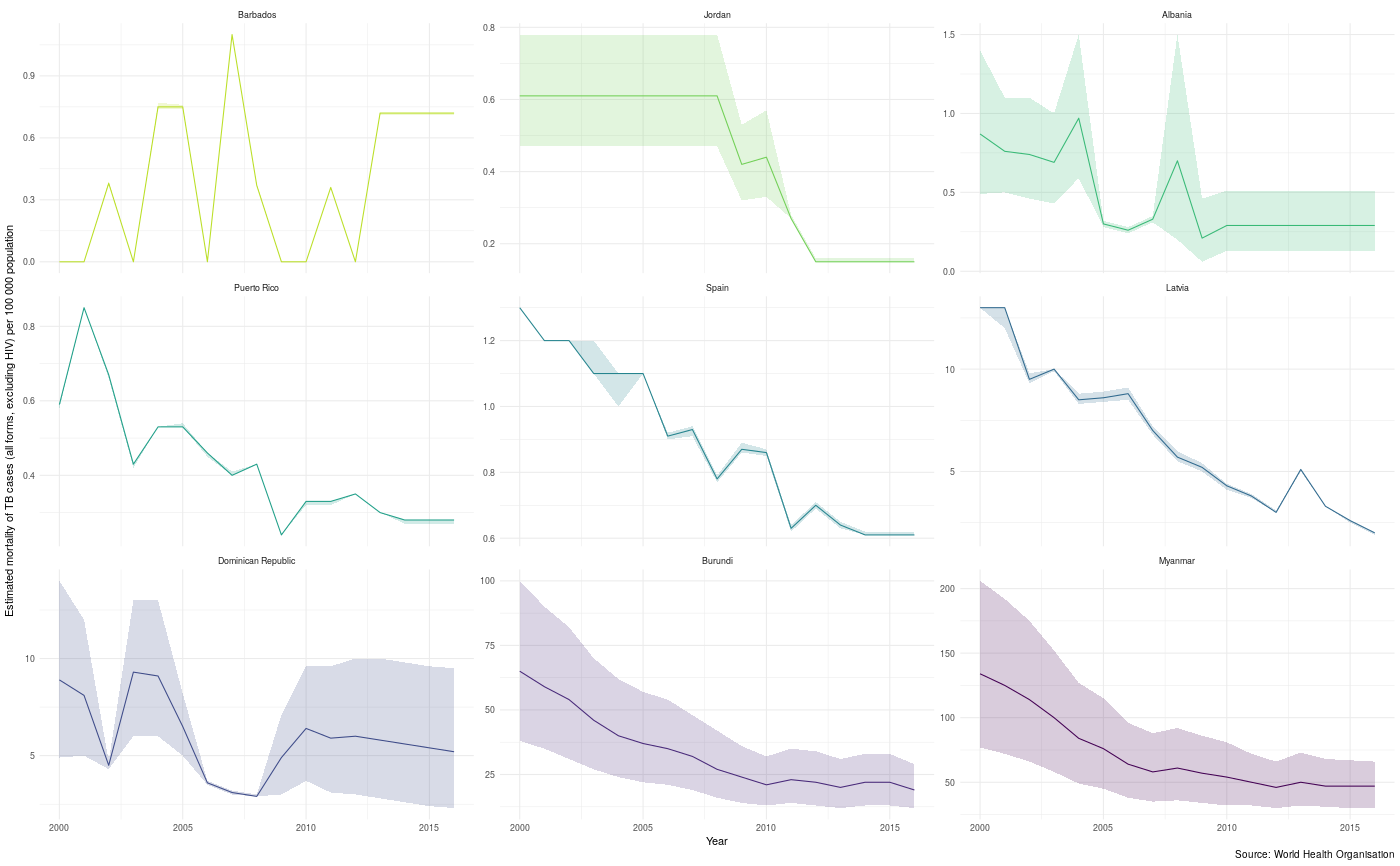 Barbados
Jordan
Albania
0.9
0.6
0.3
0.0
0.8
0.6
0.4
0.2
1.5
1.0
0.5
0.0
Puerto Rico
Spain
Latvia
0.8
0.6
0.4
1.2
1.0
0.8
0.6
10
5
Dominican Republic
Burundi
Myanmar
10
5
100
75
50
25
200
150
100
50
2000 2005 2010 2015
2000 2005 2010 2015
2000 2005 2010 2015
Estimated mortality of TB cases (all forms, excluding HIV) per 100 000 population
Year
Source: World Health Organisation